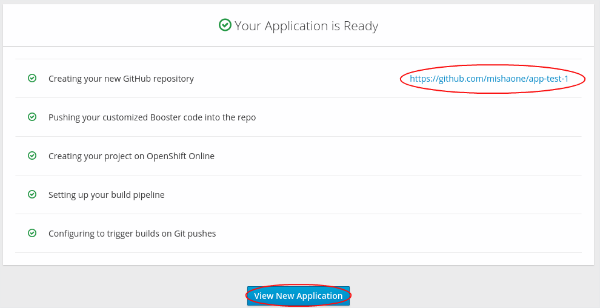 Your Application is Ready
Creating your new GitHub repository https://github.com/mishaone/app-test-1
Pushing your customized Booster code into the repo
Creating your project on OpenShift Online
Setting up your build pipeline
Configuring to trigger builds on Git pushes
View New Application